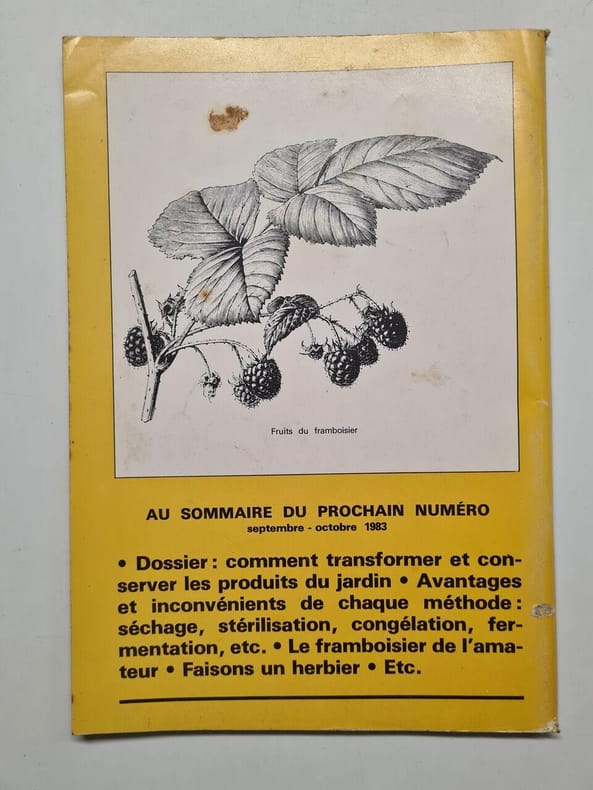 Fruits du framboisier
AU SOMMAIRE DU PROCHAIN NUMÉRO
septembre - octobre 1983
• Dossier : comment transformer et con-
server les produits du jardin • Avantages
et inconvénients de chaque méthode :
séchage, stérilisation, congélation, fer-
mentation, etc. • Le framboisier de l'ama-
teur • Faisons un herbier • Etc.